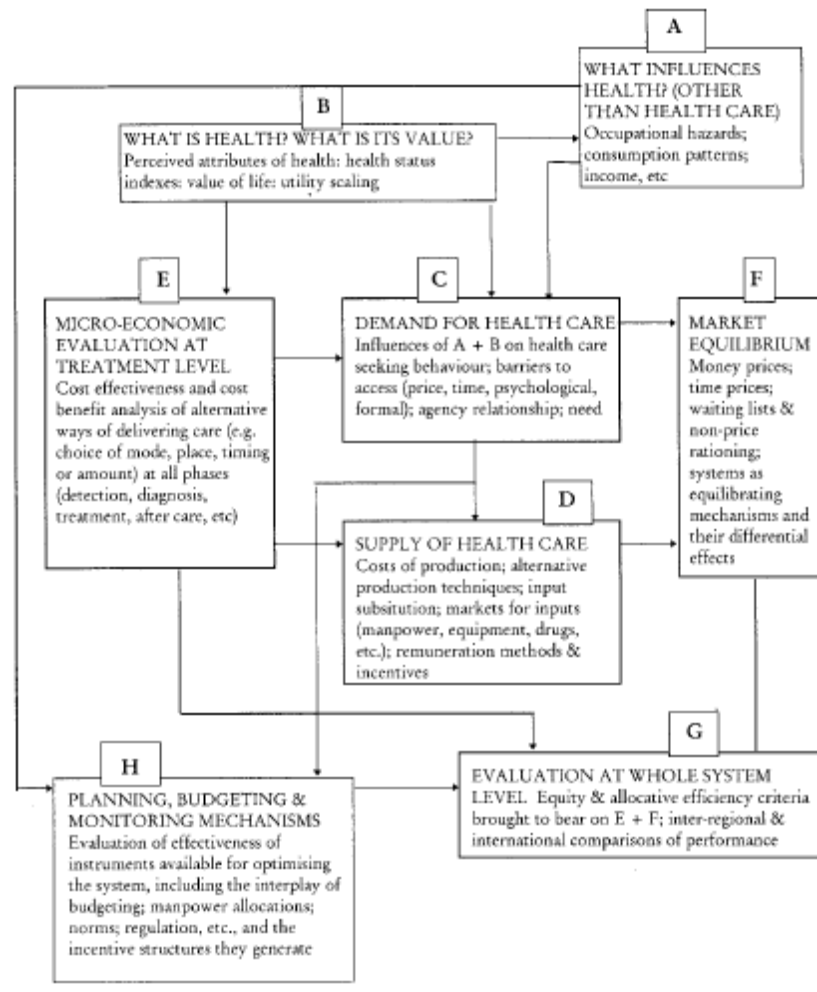 A
WHAT INFLUENCES
HEALTH? (OTHER
THAN HEALTH CARE)
Occupational hazards;
consumption patterns;
income, etc
B
WHAT IS HEALTH? WHAT IS ITS VALUE?
Perceived attributes of health: health status
indexes: value of life: utility scaling
E
MICRO-ECONOMIC
EVALUATION AT
TREATMENT LEVEL
Cost effectiveness and cost
benefit analysis of alternative
ways of delivering care (e.g.
choice of mode, place, timing
or amount) at all phases
(detection, diagnosis,
treatment, after care, etc)
C
DEMAND FOR HEALTH CARE
Influences of A + B on health care
seeking behaviour; barriers to
access (price, time, psychological,
formal); agency relationship; need
F
MARKET
EQUILIBRIUM
Money prices;
time prices;
waiting lists &
non-price
rationing;
systems as
equilibrating
mechanisms and
their differential
effects
D
SUPPLY OF HEALTH CARE
Costs of production; alternative
production techniques; input
subsitution; markets for inputs
(manpower, equipment, drugs,
etc.); remuneration methods &
incentives
G
EVALUATION AT WHOLE SYSTEM
LEVEL Equity & allocative efficiency criteria
brought to bear on E + F; inter-regional &
international comparisons of performance
H
PLANNING, BUDGETING &
MONITORING MECHANISMS
Evaluation of effectiveness of
instruments available for optimising
the system, including the interplay of
budgeting; manpower allocations;
norms; regulation, etc., and the
incentive structures they generate